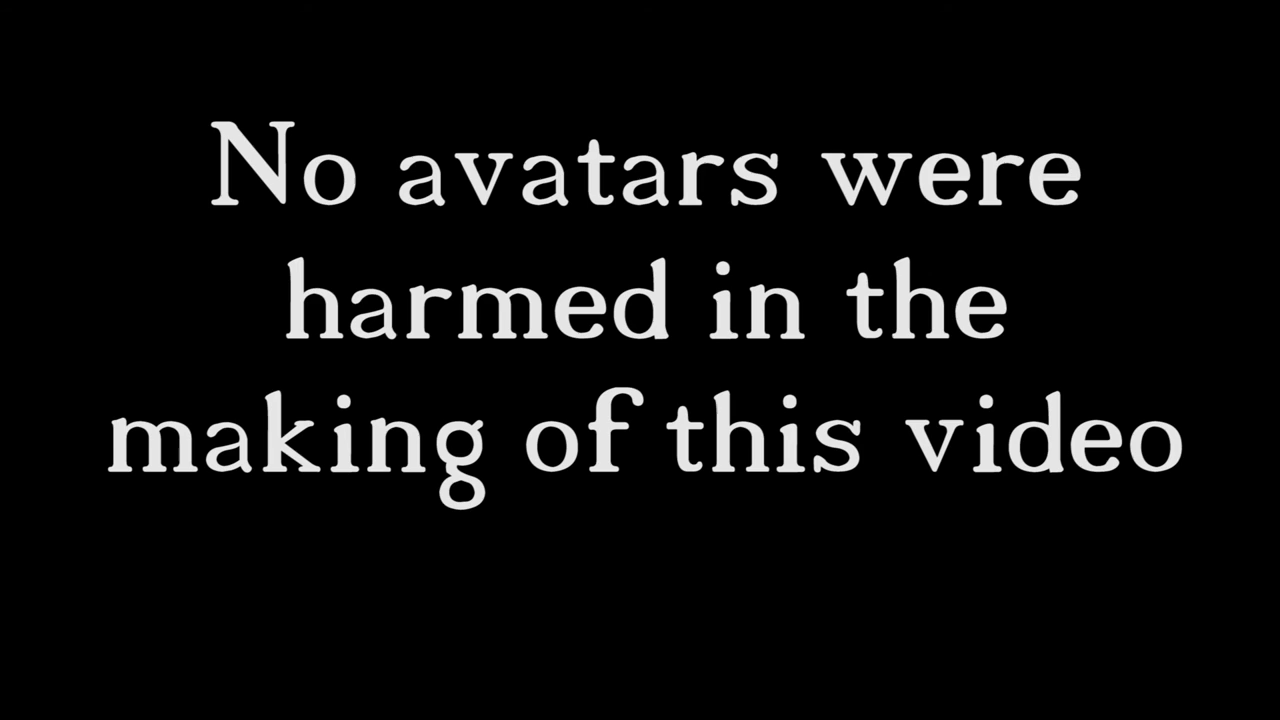 No avatars were
harmed in the
making of this video